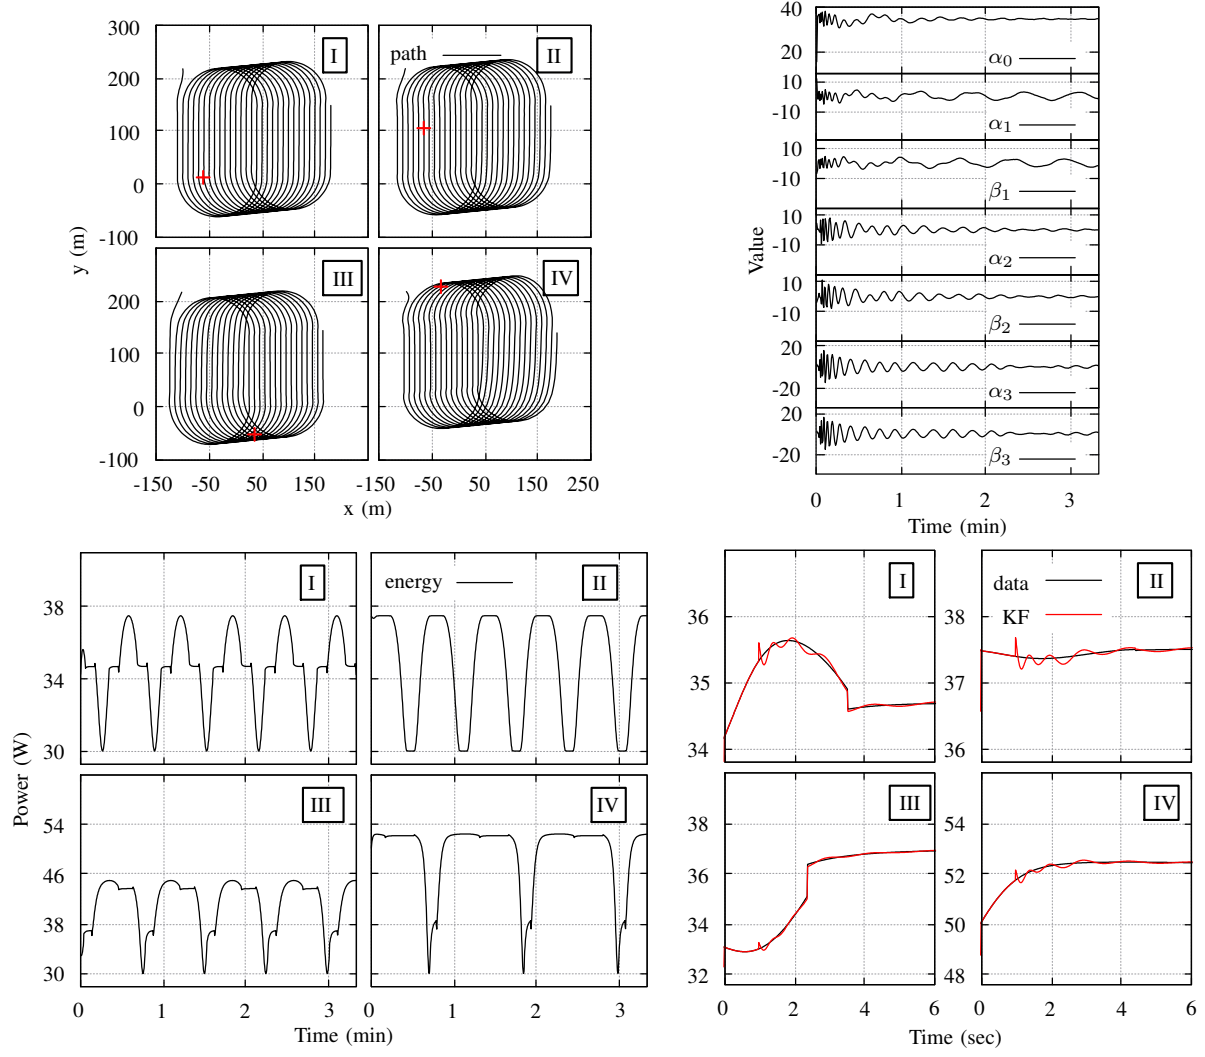 300
200
100
0
-100
y (m)
I
path
II
200
100
0
-100
III
IV
-150
-50
50
150
-150
-50
50
150
250
x (m)
40
20
α0
10
-10
α1
10
-10
β1
10
-10
α2
10
-10
β2
20
-20
α3
20
-20
β3
Value
0
1
2
3
Time (min)
38
34
30
I
energy
II
Power (W)
54
46
38
30
III
IV
0
1
2
3
0
1
2
3
Time (min)
36
35
34
I
38
37
36
data
KF
II
38
36
34
32
III
54
52
50
48
IV
0
2
4
6
0
2
4
6
Time (sec)